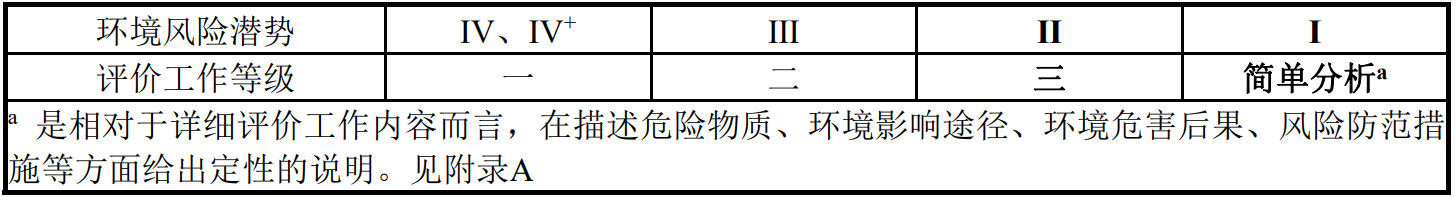 环境风险潜势 IV、IV+ III II I
评价工作等级 一 二 三 简单分析a
a 是相对于详细评价工作内容而言，在描述危险物质、环境影响途径、环境危害后果、风险防范措
施等方面给出定性的说明。见附录A